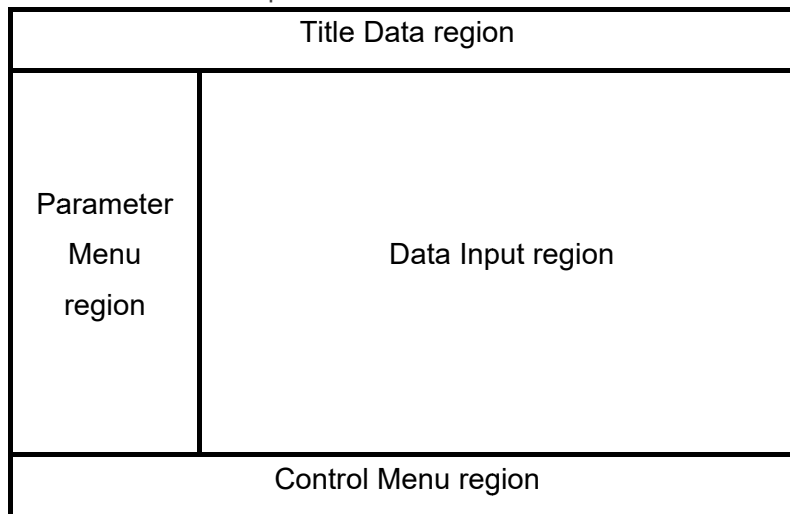 Title Data region
Parameter
Menu
region
Data Input region
Control Menu region